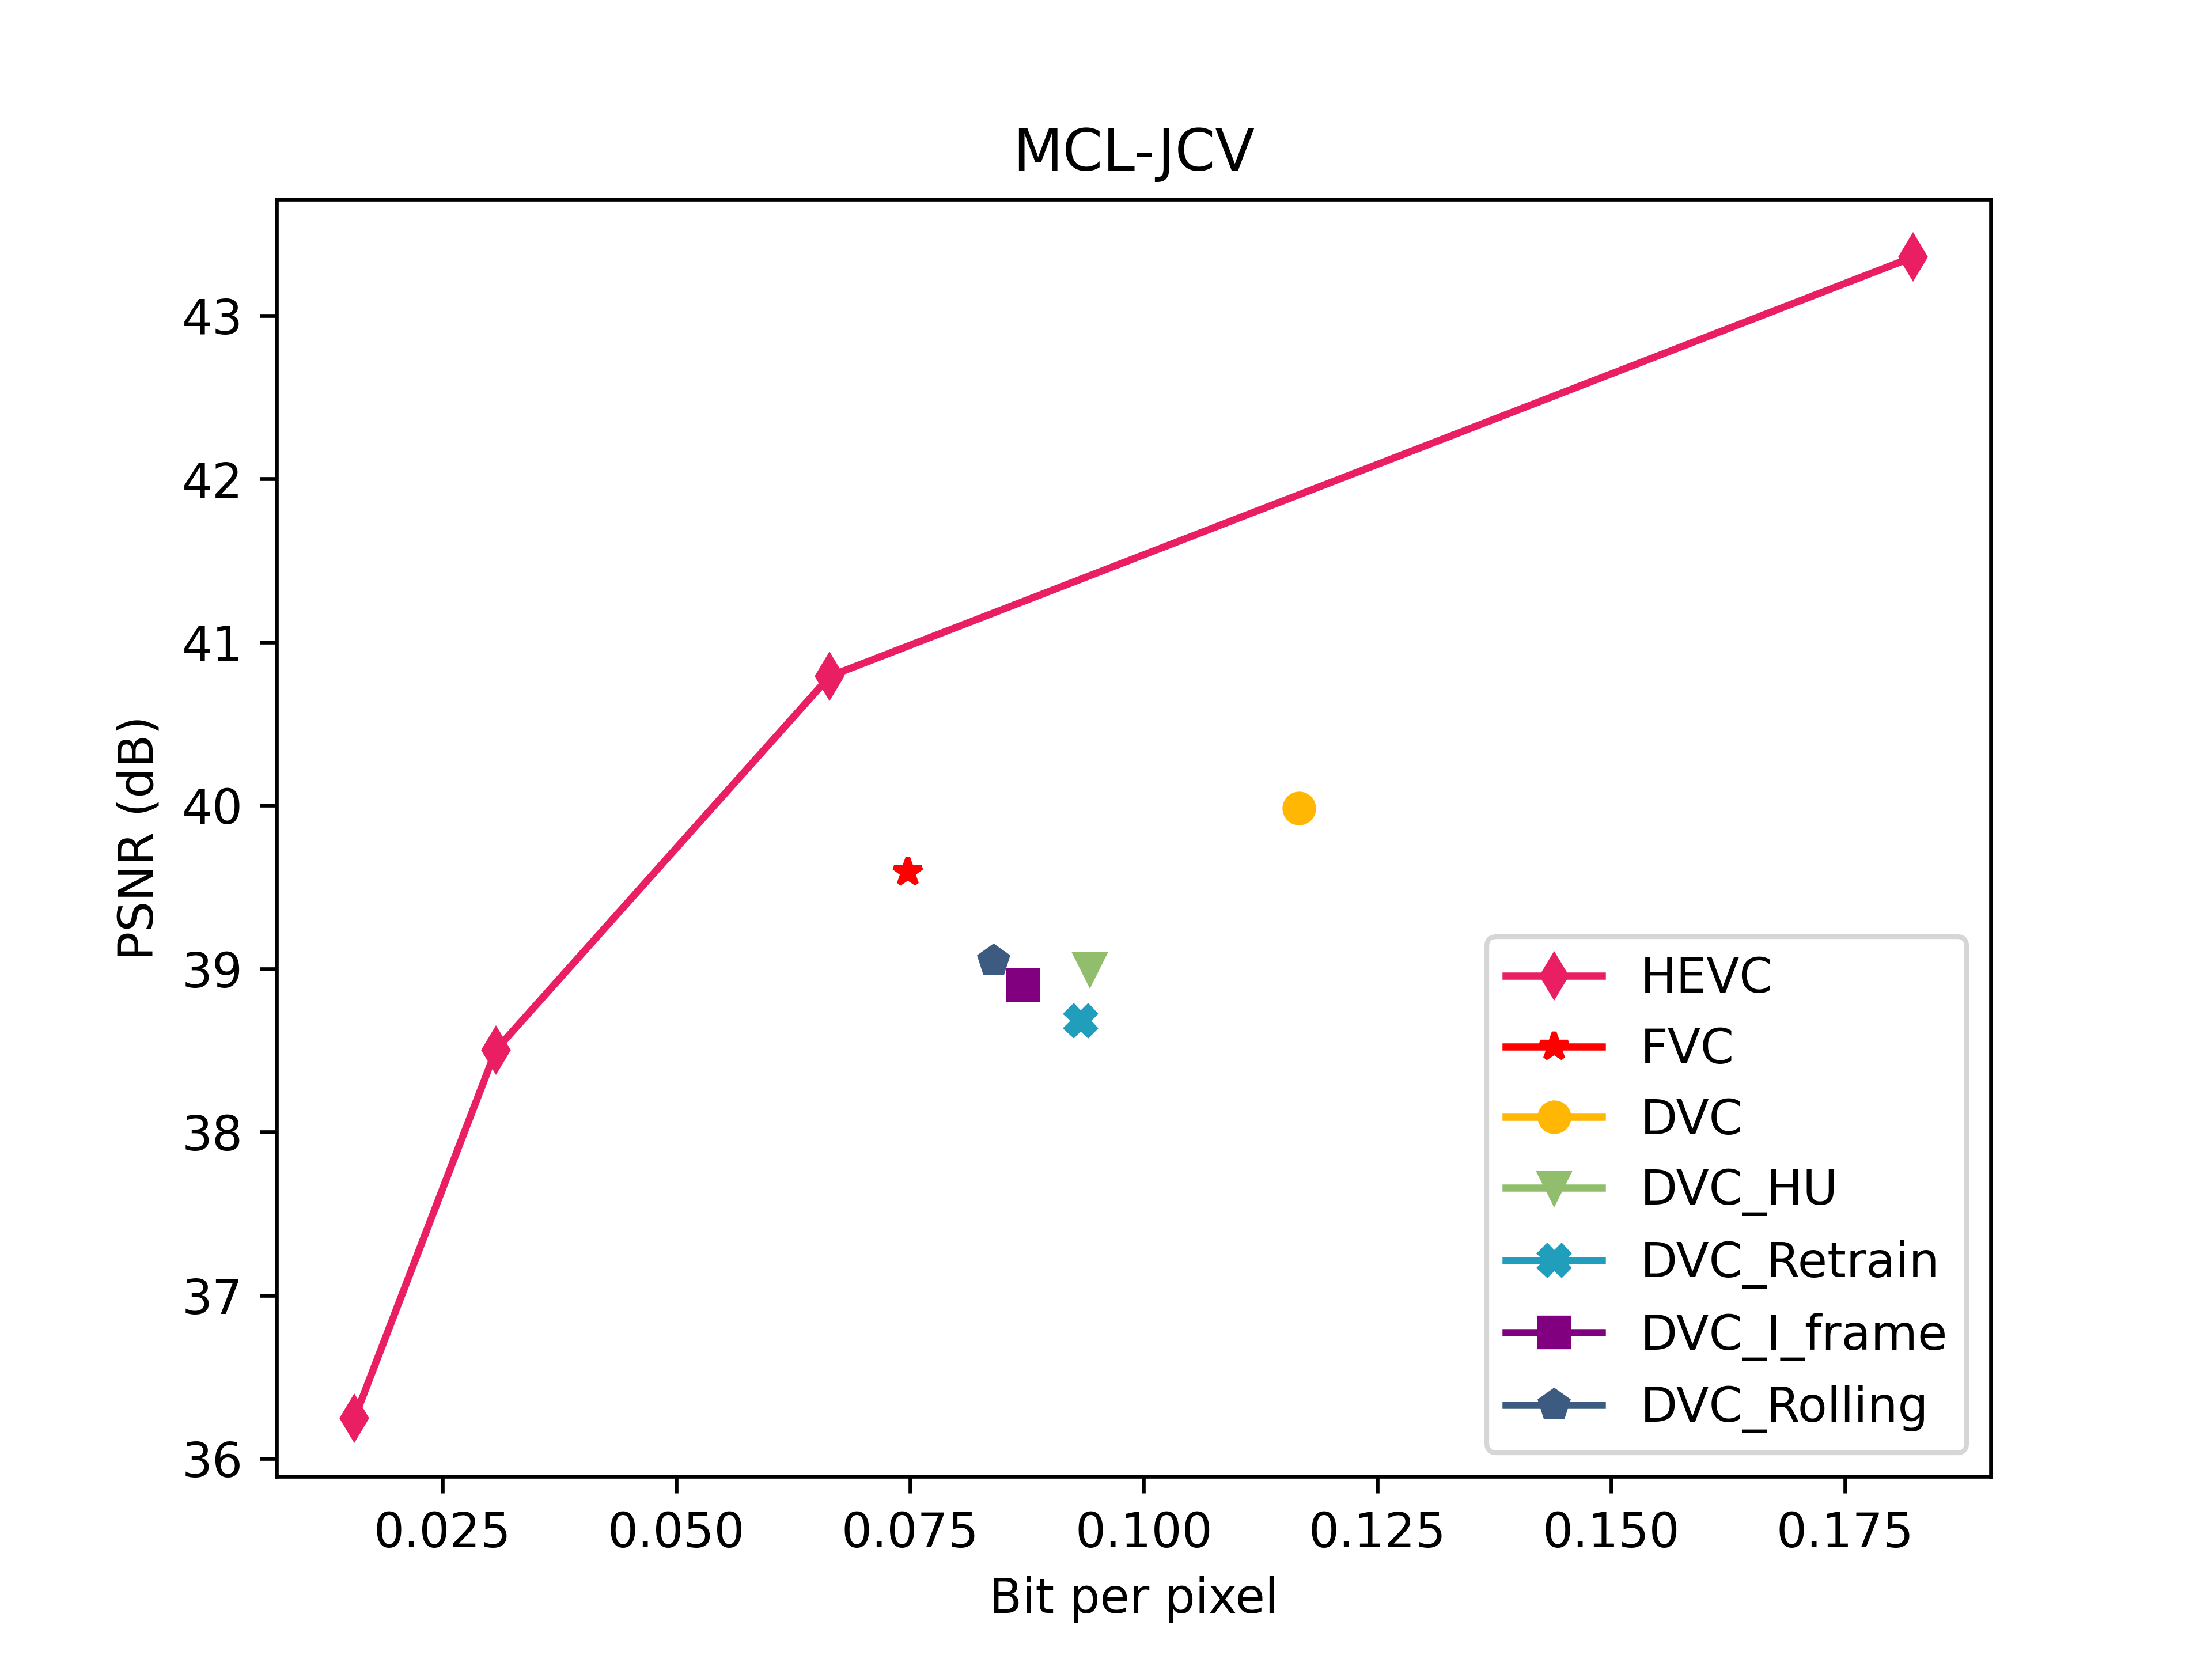 MCL-JCV
43
42
41
40
39
38
37
36
PSNR (dB)
0.025 0.050 0.075 0.100 0.125 0.150 0.175
Bit per pixel
HEVC
FVC
DVC
DVC_HU
DVC_Retrain
DVC_I_frame
DVC_Rolling